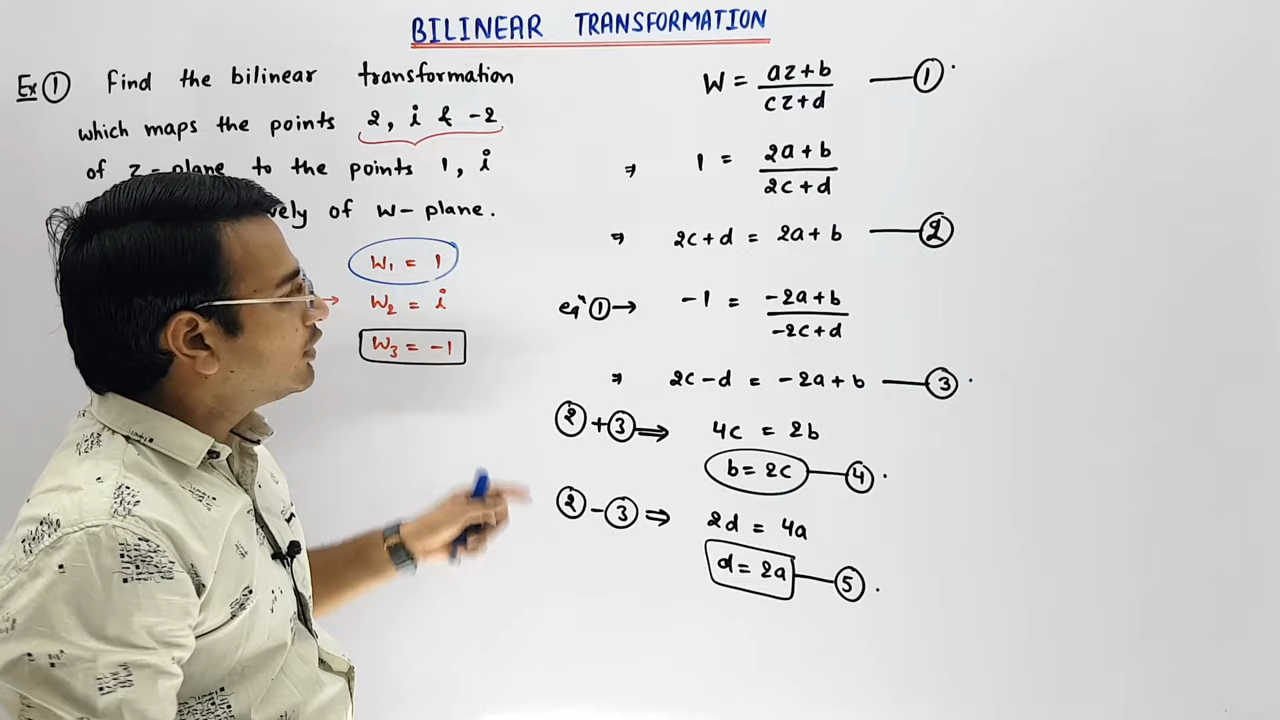 BILINEAR TRANSFORMATION
Ex ① Find the bilinear transformation
which maps the points 2, i & -2
of z-plane to the points 1, i
of w-plane.
w₁ = 1
→ w₂ = i
w₃ = -1
W = (az+b)/(cz+d) — ①
⇒ 1 = (2a+b)/(2c+d)
⇒ 2c+d = 2a+b — ②
eqⁿ ① → -1 = (-2a+b)/(-2c+d)
⇒ 2c-d = -2a+b — ③
② + ③ ⇒ 4c = 2b
b = 2c — ④
② - ③ ⇒ 2d = 4a
d = 2a — ⑤